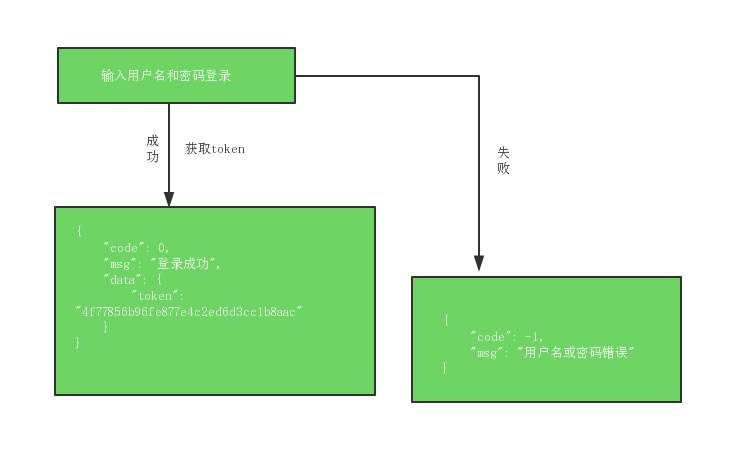 输入用户名和密码登录
成功
获取token
失败
{
"code": 0,
"msg": "登录成功",
"data": {
"token":
"4f77856b96fe877e4c2ed6d3cc1b8aac"
}
}
{
"code": -1,
"msg": "用户名或密码错误"
}